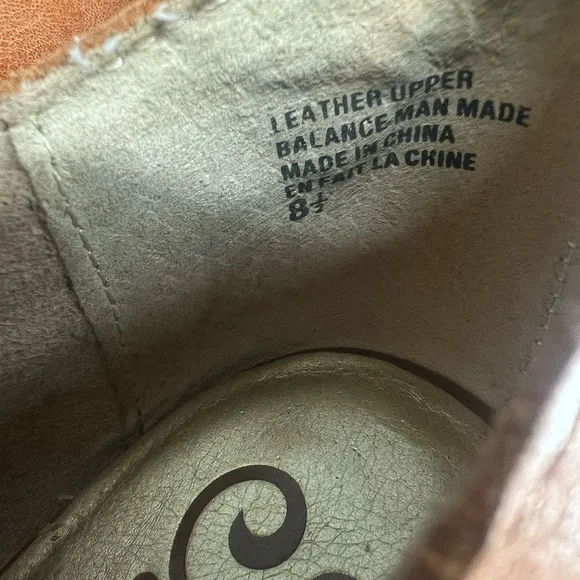 LEATHER UPPER
BALANCE MAN MADE
MADE IN CHINA
EN FAIT LA CHINE
8½